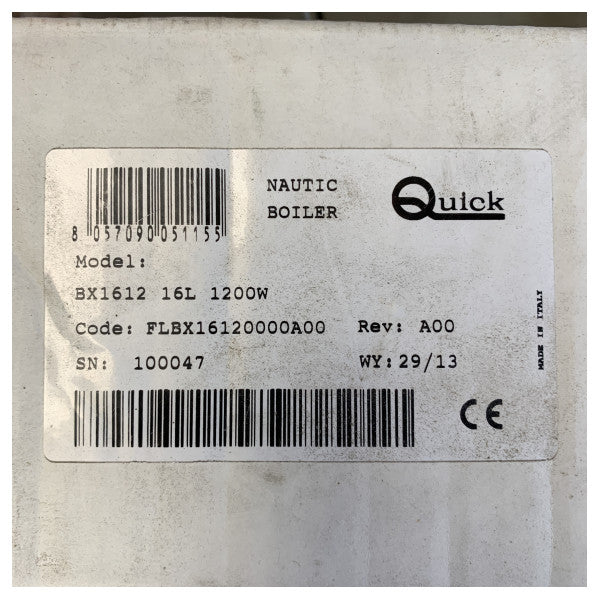 NAUTIC
BOILER
Quick
8 057090 051155
Model:
BX1612 16L 1200W
Code: FLBX16120000A00 Rev: A00
SN: 100047 WY: 29/13
CE
MADE IN ITALY